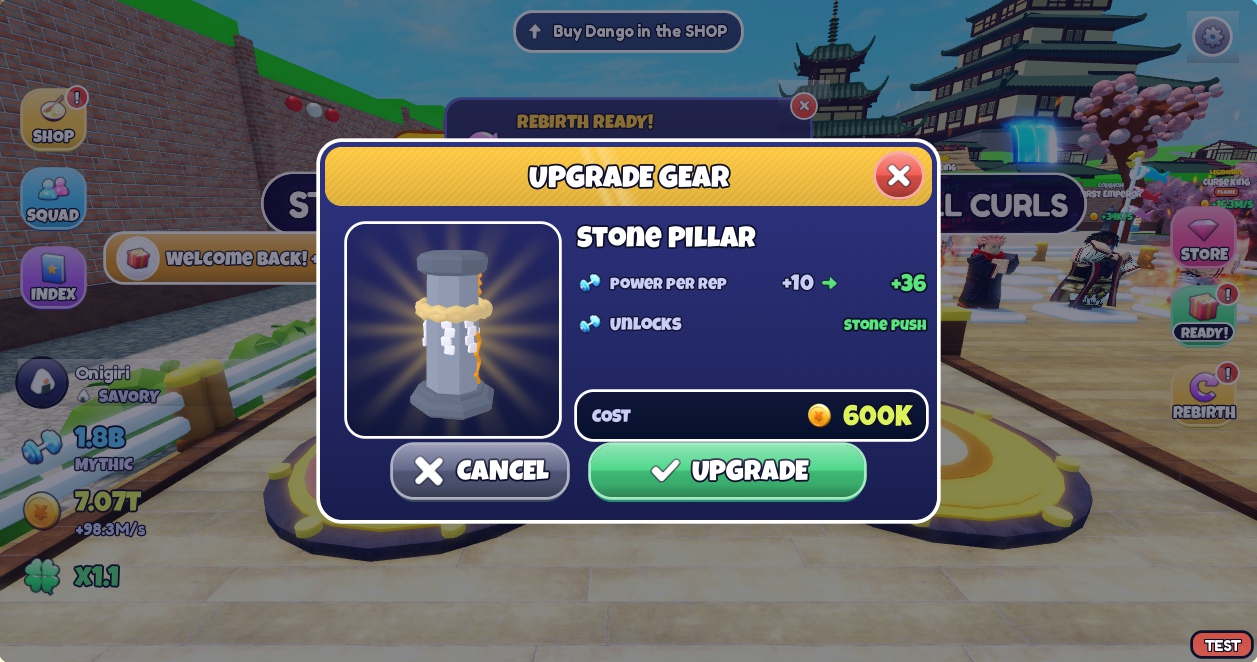 Buy Dango in the SHOP
SHOP
REBIRTH READY!
UPGRADE GEAR
SQUAD
STONE PILLAR
POWER PER REP +10 +36
UNLOCKS STONE PUSH
COST 600K
CANCEL
UPGRADE
L CURLS
ST
WELCOME BACK! +
INDEX
STORE
READY!
REBIRTH
Onigiri
SAVORY
1.8B
MYTHIC
7.07T
+98.3M/s
X1.1
CURSE KING
TEST